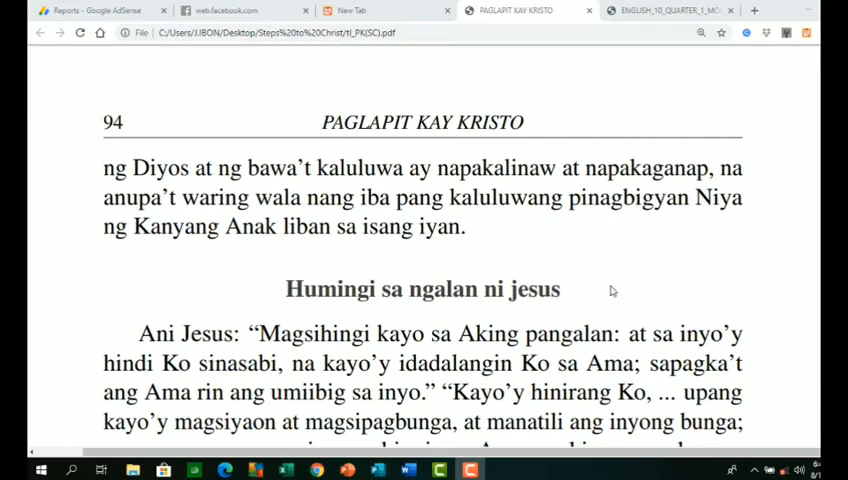 Reports - Google AdSense
web.facebook.com
New Tab
PAGLAPIT KAY KRISTO
ENGLISH_10_QUARTER_1_MO
File
C:/Users/J.IBON/Desktop/Steps%20to%20Christ/tl_PK(SC).pdf
94
PAGLAPIT KAY KRISTO
ng Diyos at ng bawa’t kaluluwa ay napakalinaw at napakaganap, na
anupa’t waring wala nang iba pang kaluluwang pinagbigyan Niya
ng Kanyang Anak liban sa isang iyan.
Humingi sa ngalan ni jesus
Ani Jesus: “Magsihingi kayo sa Aking pangalan: at sa inyo’y
hindi Ko sinasabi, na kayo’y idadalangin Ko sa Ama; sapagka’t
ang Ama rin ang umiibig sa inyo.” “Kayo’y hinirang Ko, ... upang
kayo’y magsiyaon at magsipagbunga, at manatili ang inyong bunga;